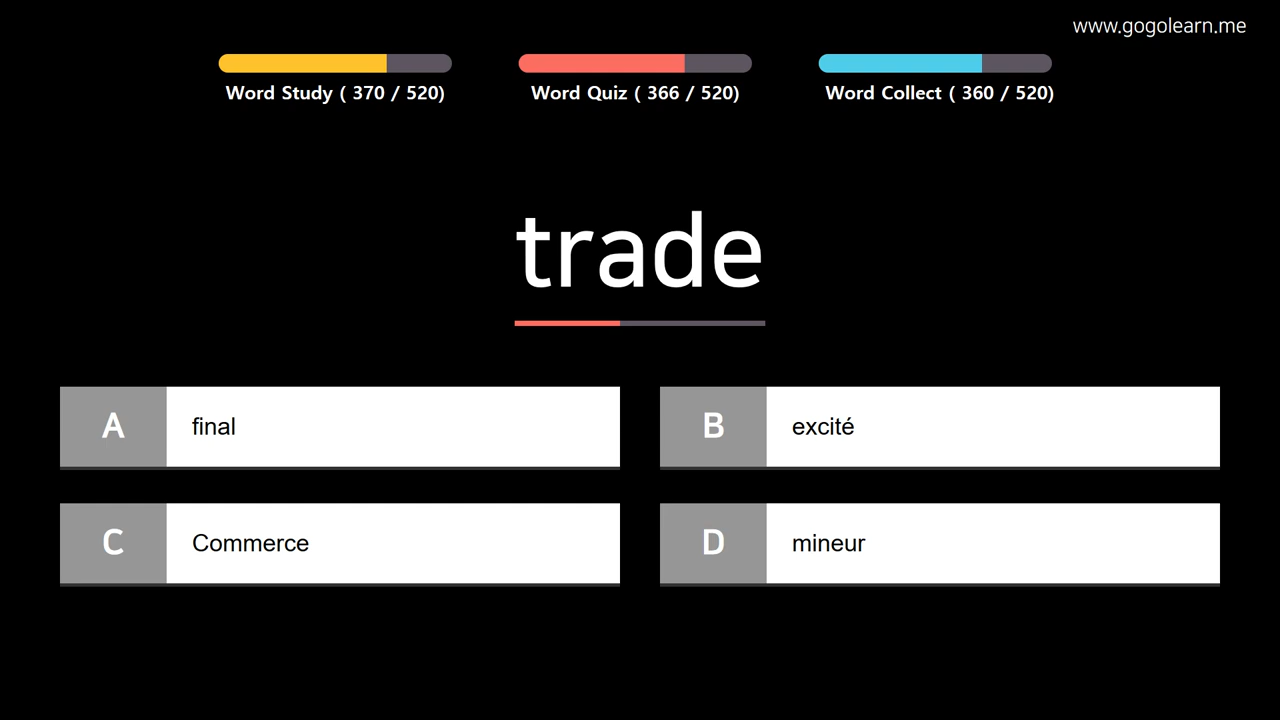 www.gogolearn.me
Word Study ( 370 / 520)
Word Quiz ( 366 / 520)
Word Collect ( 360 / 520)
trade
A final
B excité
C Commerce
D mineur